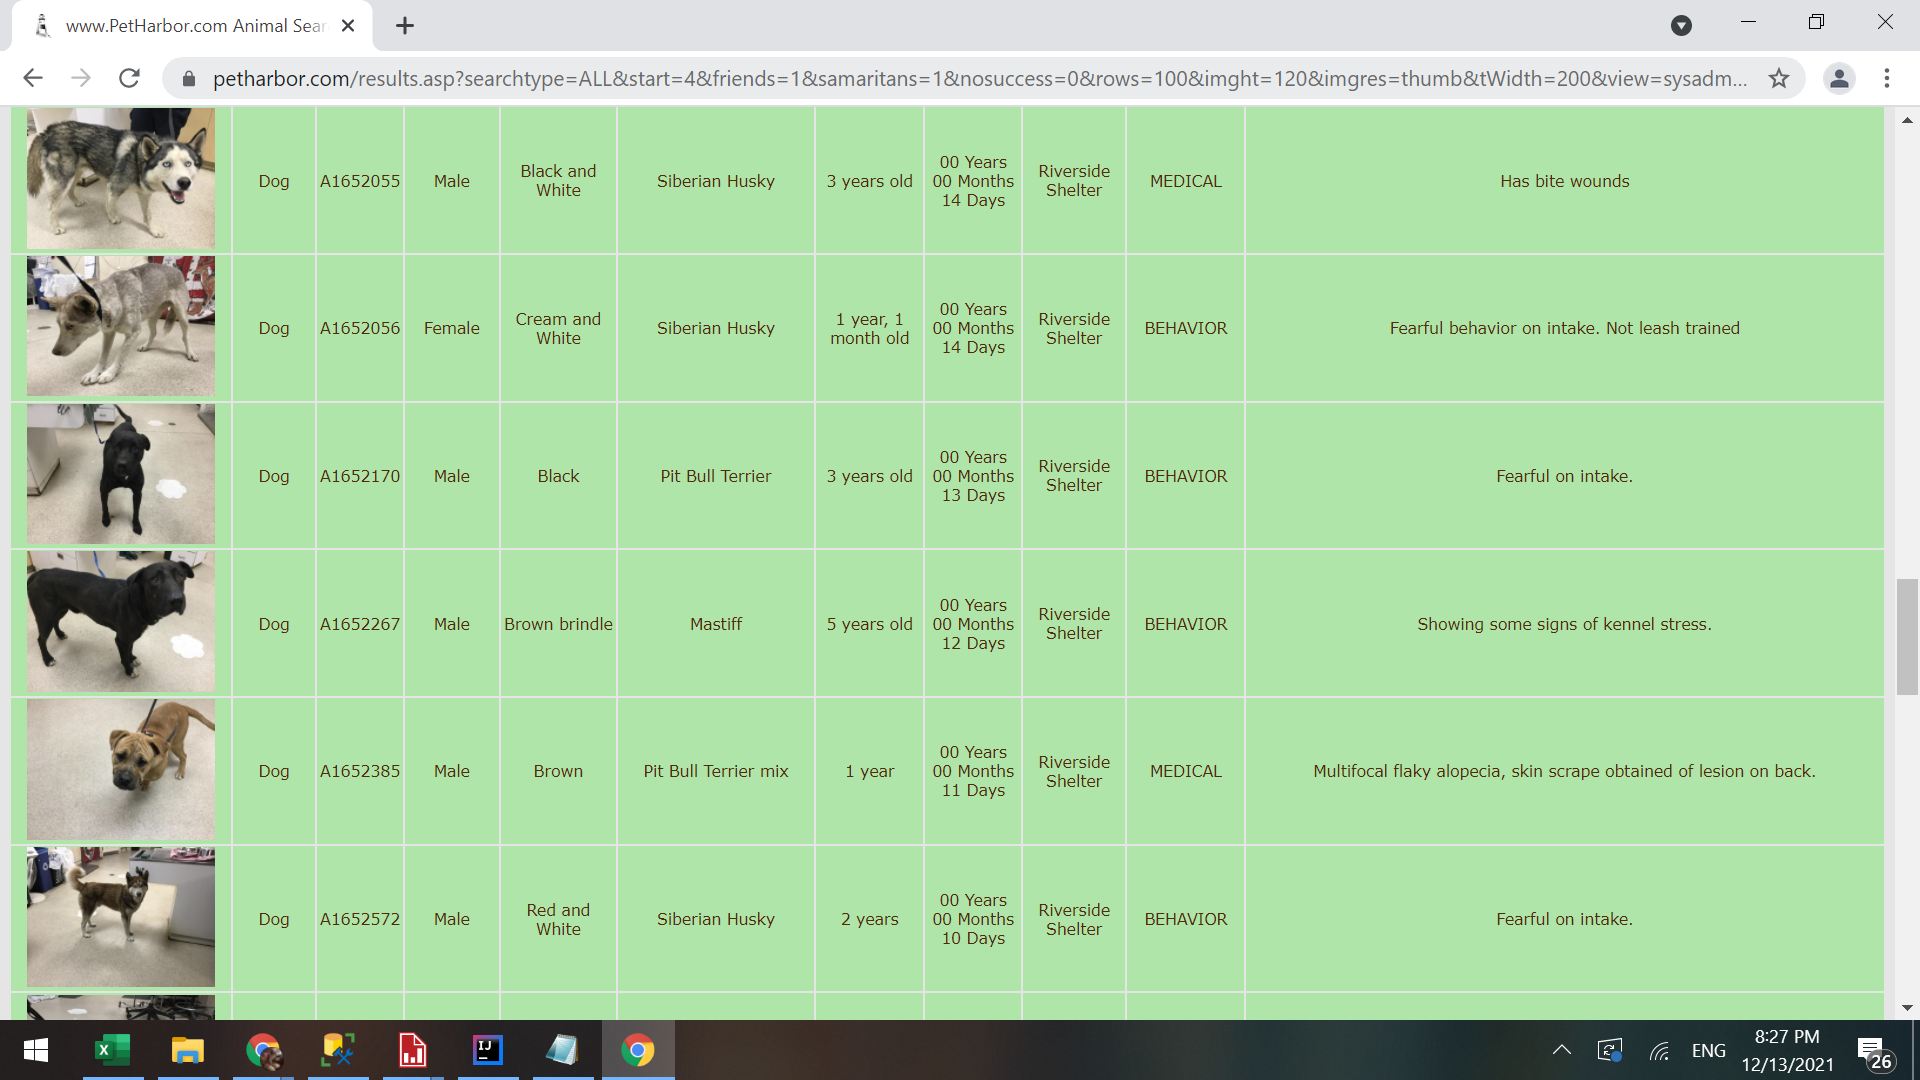 www.PetHarbor.com Animal Sear
petharbor.com/results.asp?searchtype=ALL&start=4&friends=1&samaritans=1&nosuccess=0&rows=100&imght=120&imgres=thumb&tWidth=200&view=sysadm...
Dog A1652055 Male Black and White Siberian Husky 3 years old 00 Years 00 Months 14 Days Riverside Shelter MEDICAL Has bite wounds
Dog A1652056 Female Cream and White Siberian Husky 1 year, 1 month old 00 Years 00 Months 14 Days Riverside Shelter BEHAVIOR Fearful behavior on intake. Not leash trained
Dog A1652170 Male Black Pit Bull Terrier 3 years old 00 Years 00 Months 13 Days Riverside Shelter BEHAVIOR Fearful on intake.
Dog A1652267 Male Brown brindle Mastiff 5 years old 00 Years 00 Months 12 Days Riverside Shelter BEHAVIOR Showing some signs of kennel stress.
Dog A1652385 Male Brown Pit Bull Terrier mix 1 year 00 Years 00 Months 11 Days Riverside Shelter MEDICAL Multifocal flaky alopecia, skin scrape obtained of lesion on back.
Dog A1652572 Male Red and White Siberian Husky 2 years 00 Years 00 Months 10 Days Riverside Shelter BEHAVIOR Fearful on intake.
X IJ ENG 8:27 PM
12/13/2021 26